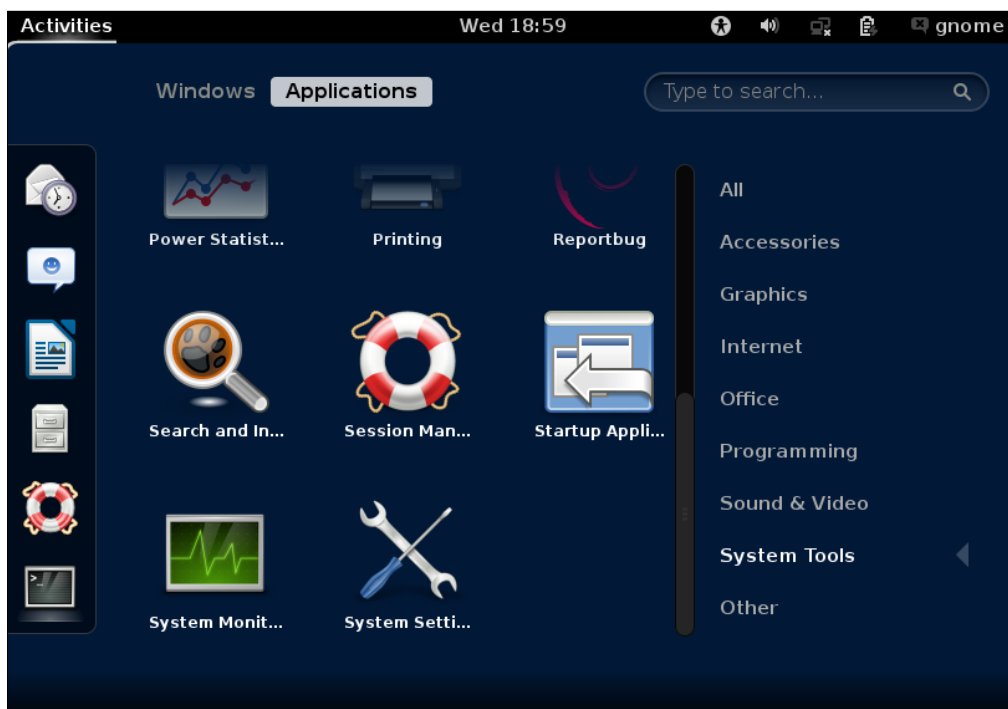 Activities Wed 18:59 gnome
Windows Applications Type to search...
Power Statist... Printing Reportbug
Search and In... Session Man... Startup Appli...
System Monit... System Setti...
All
Accessories
Graphics
Internet
Office
Programming
Sound & Video
System Tools
Other